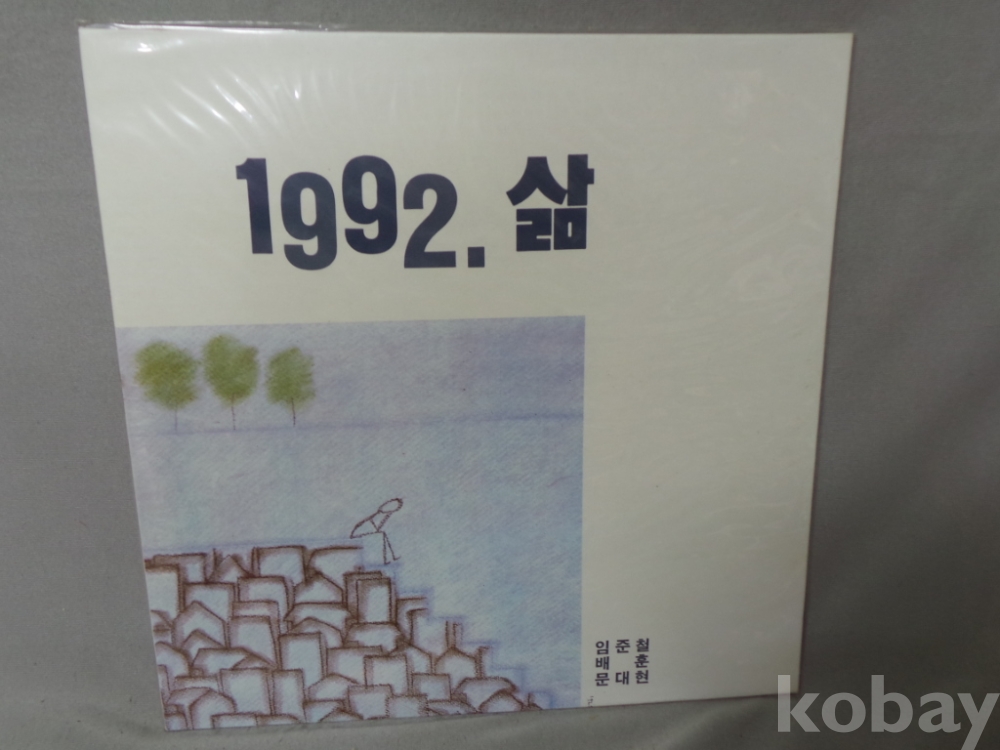 1992. 삶
임 준 철
배 훈
문 대 현
kobay